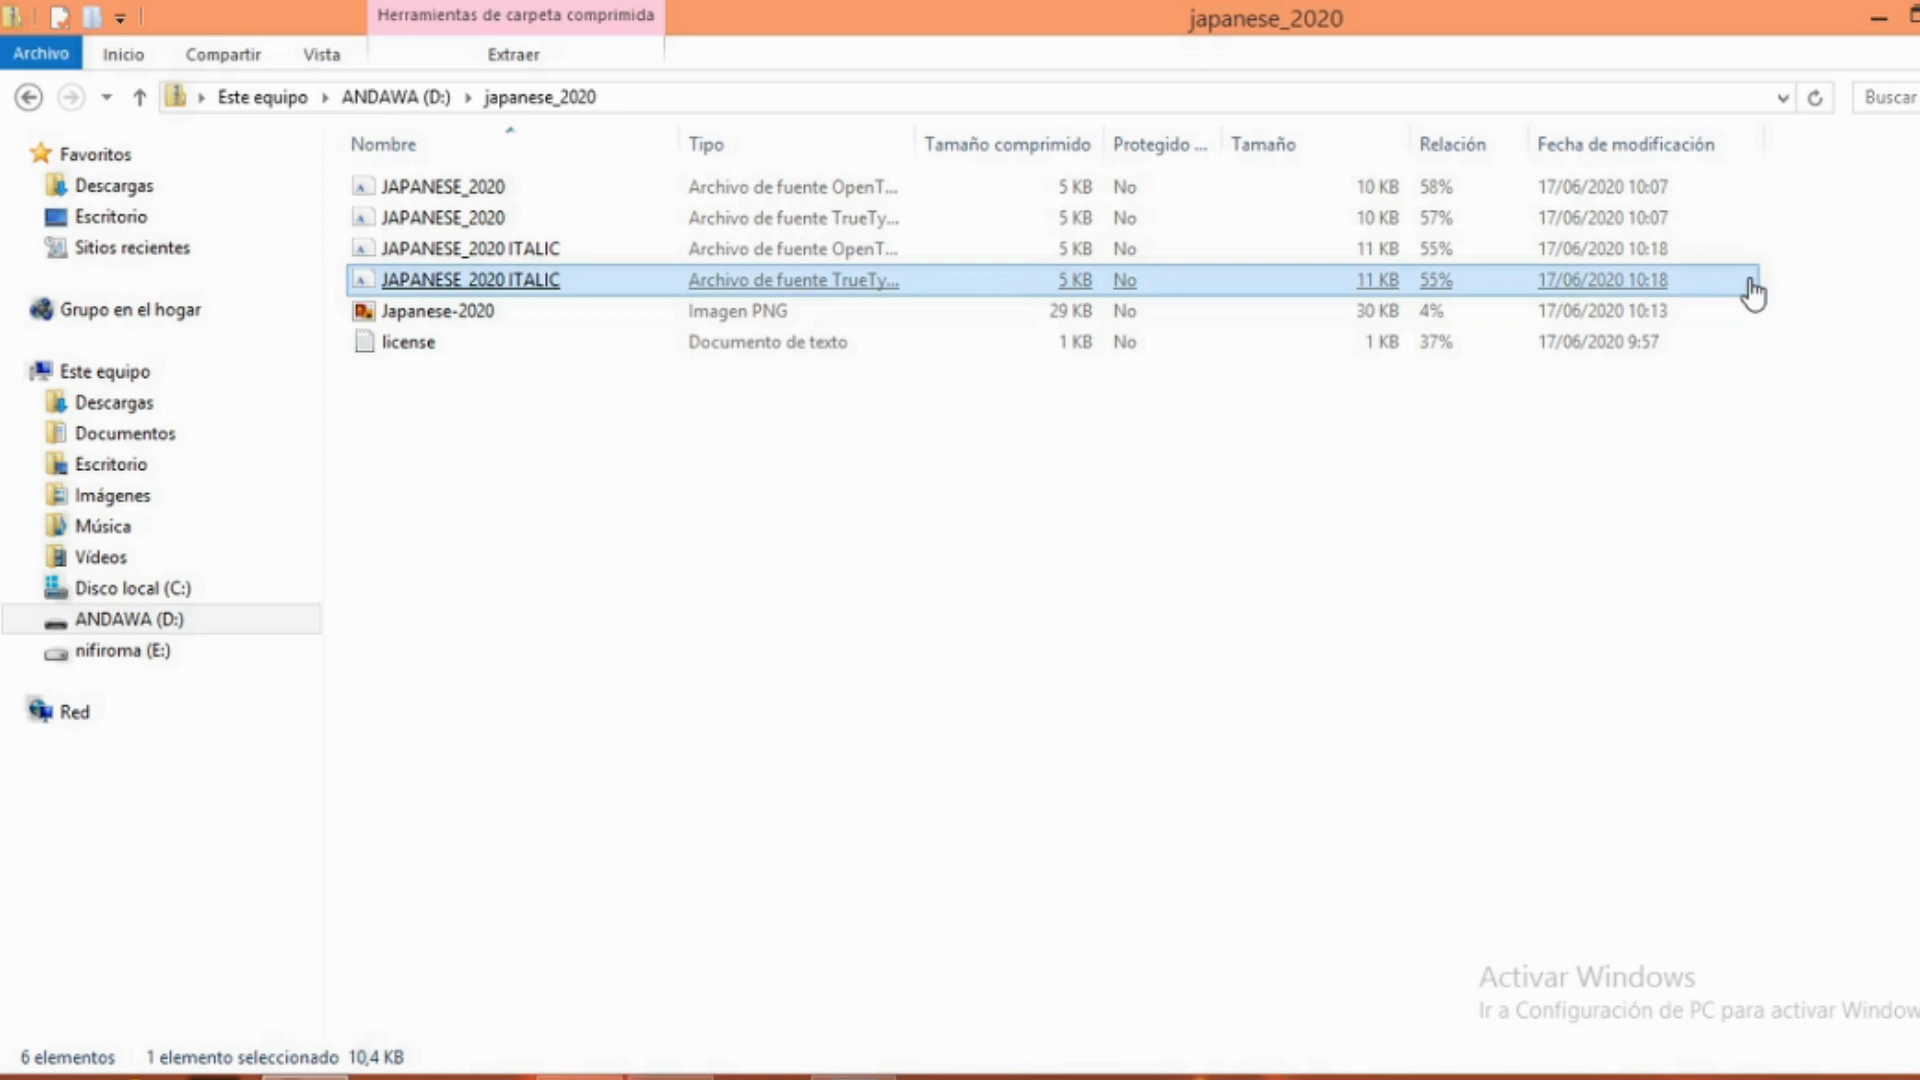 Herramientas de carpeta comprimida
japanese_2020
Archivo Inicio Compartir Vista Extraer
Este equipo ANDAWA (D:) japanese_2020 Buscar
Nombre Tipo Tamaño comprimido Protegido ... Tamaño Relación Fecha de modificación
JAPANESE_2020 Archivo de fuente OpenT... 5 KB No 10 KB 58% 17/06/2020 10:07
JAPANESE_2020 Archivo de fuente TrueTy... 5 KB No 10 KB 57% 17/06/2020 10:07
JAPANESE_2020 ITALIC Archivo de fuente OpenT... 5 KB No 11 KB 55% 17/06/2020 10:18
JAPANESE_2020 ITALIC Archivo de fuente TrueTy... 5 KB No 11 KB 55% 17/06/2020 10:18
Japanese-2020 Imagen PNG 29 KB No 30 KB 4% 17/06/2020 10:13
license Documento de texto 1 KB No 1 KB 37% 17/06/2020 9:57
Favoritos
Descargas
Escritorio
Sitios recientes
Grupo en el hogar
Este equipo
Descargas
Documentos
Escritorio
Imágenes
Música
Vídeos
Disco local (C:)
ANDAWA (D:)
nifiroma (E:)
Red
Activar Windows
Ir a Configuración de PC para activar Window
6 elementos 1 elemento seleccionado 10,4 KB